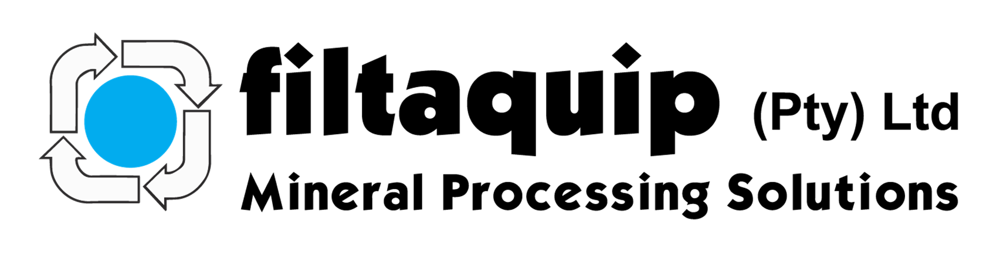 filtaquip (Pty) Ltd
Mineral Processing Solutions